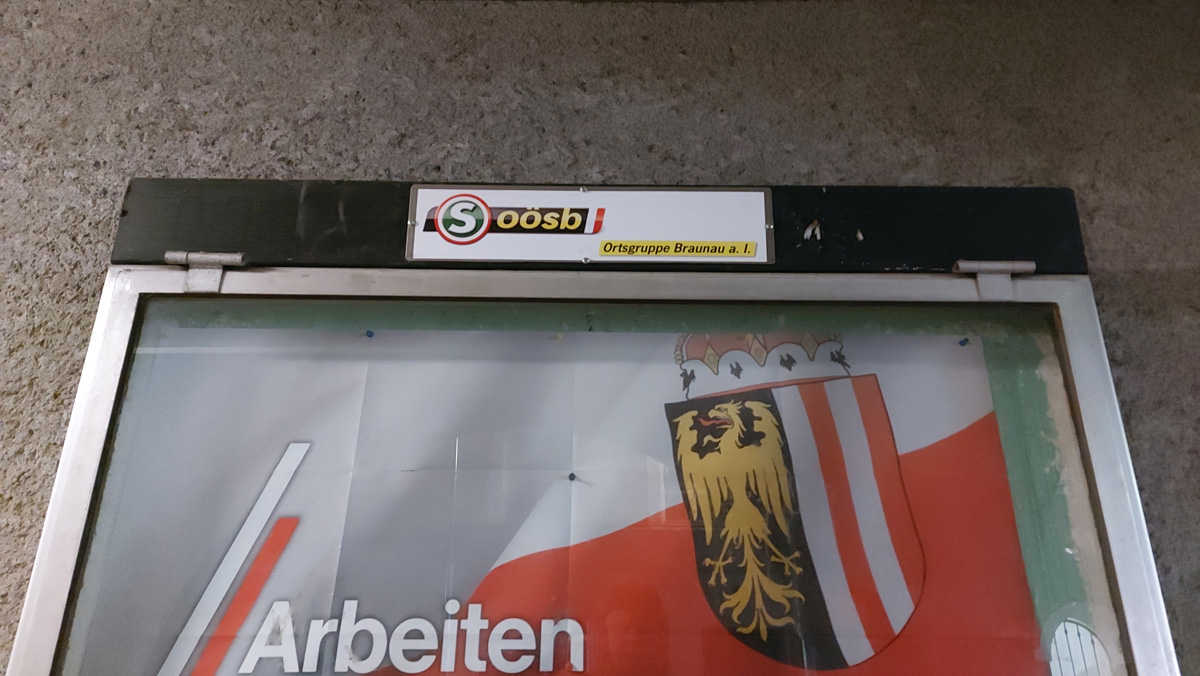 S oösb
Ortsgruppe Braunau a. I.
Arbeiten